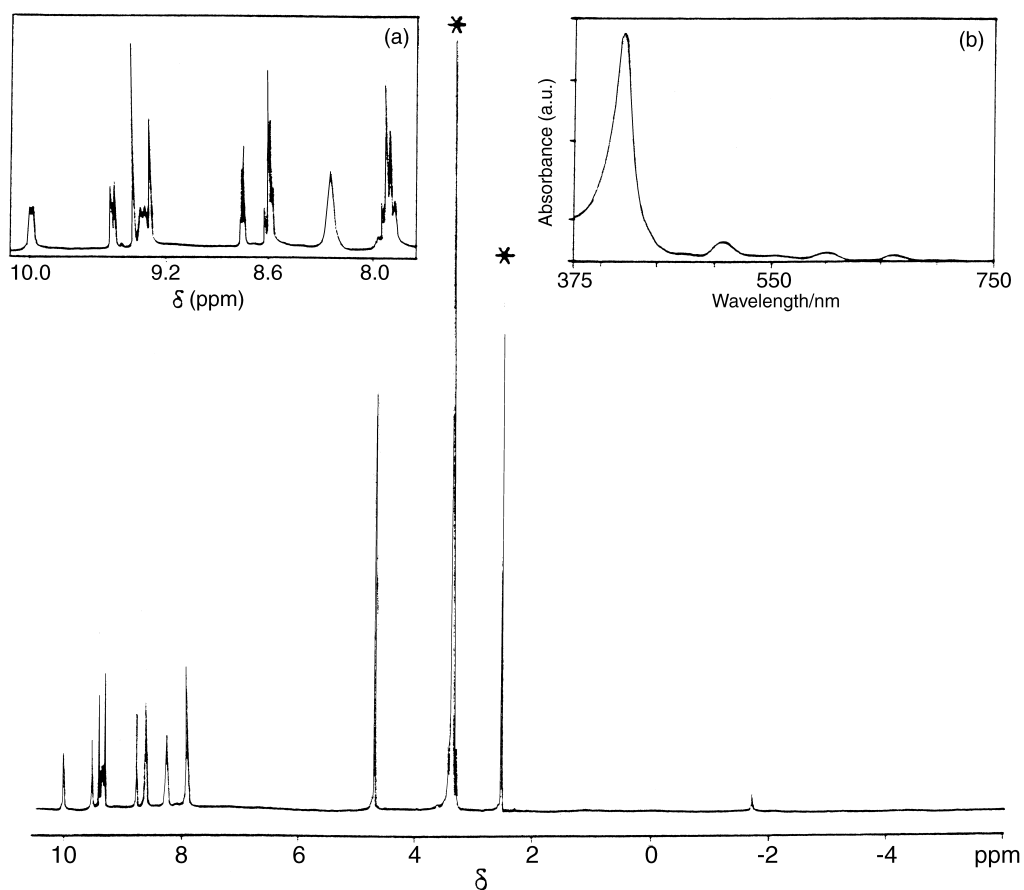 (a)
10.0 9.2 8.6 8.0
δ (ppm)
(b)
Absorbance (a.u.)
375 550 750
Wavelength/nm
*
*
10 8 6 4 2 0 -2 -4 ppm
δ